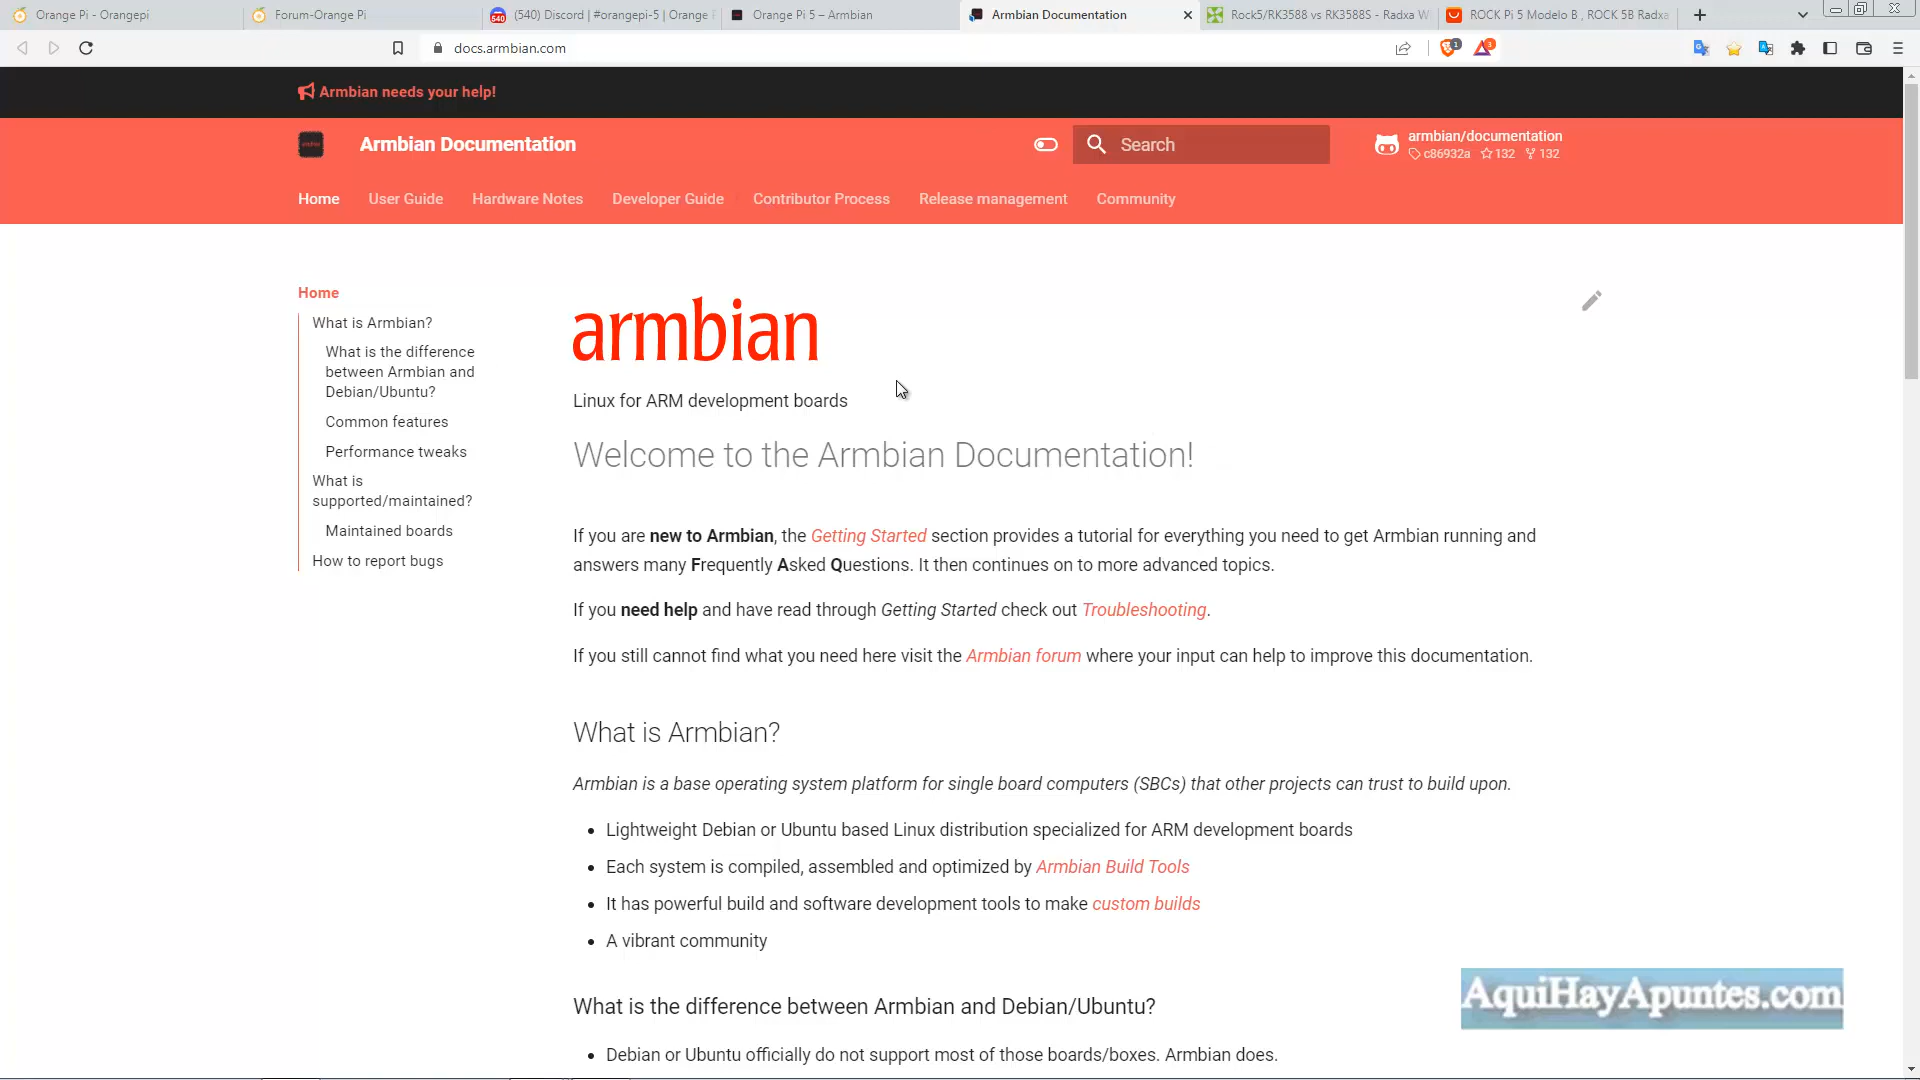 Orange Pi - Orangepi
Forum-Orange Pi
(540) Discord | #orangepi-5 | Orange P
Orange Pi 5 – Armbian
Armbian Documentation
Rock5/RK3588 vs RK3588S - Radxa W
ROCK Pi 5 Modelo B , ROCK 5B Radxa
docs.armbian.com
Armbian needs your help!
Armbian Documentation
Search
armbian/documentation
c86932a 132 132
Home User Guide Hardware Notes Developer Guide Contributor Process Release management Community
Home
What is Armbian?
What is the difference
between Armbian and
Debian/Ubuntu?
Common features
Performance tweaks
What is
supported/maintained?
Maintained boards
How to report bugs
armbian
Linux for ARM development boards
Welcome to the Armbian Documentation!
If you are new to Armbian, the Getting Started section provides a tutorial for everything you need to get Armbian running and
answers many Frequently Asked Questions. It then continues on to more advanced topics.
If you need help and have read through Getting Started check out Troubleshooting.
If you still cannot find what you need here visit the Armbian forum where your input can help to improve this documentation.
What is Armbian?
Armbian is a base operating system platform for single board computers (SBCs) that other projects can trust to build upon.
• Lightweight Debian or Ubuntu based Linux distribution specialized for ARM development boards
• Each system is compiled, assembled and optimized by Armbian Build Tools
• It has powerful build and software development tools to make custom builds
• A vibrant community
What is the difference between Armbian and Debian/Ubuntu?
• Debian or Ubuntu officially do not support most of those boards/boxes. Armbian does.
AquiHayApuntes.com